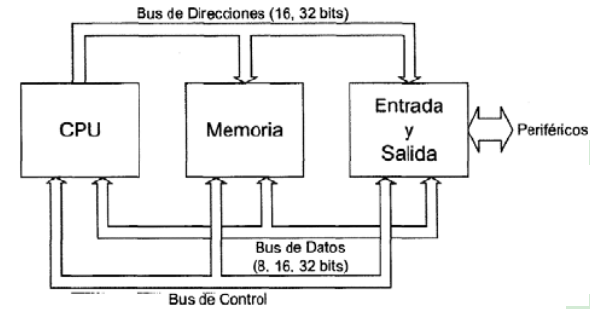 Bus de Direcciones (16, 32 bits)
CPU
Memoria
Entrada
y
Salida
Periféricos
Bus de Datos
(8, 16, 32 bits)
Bus de Control